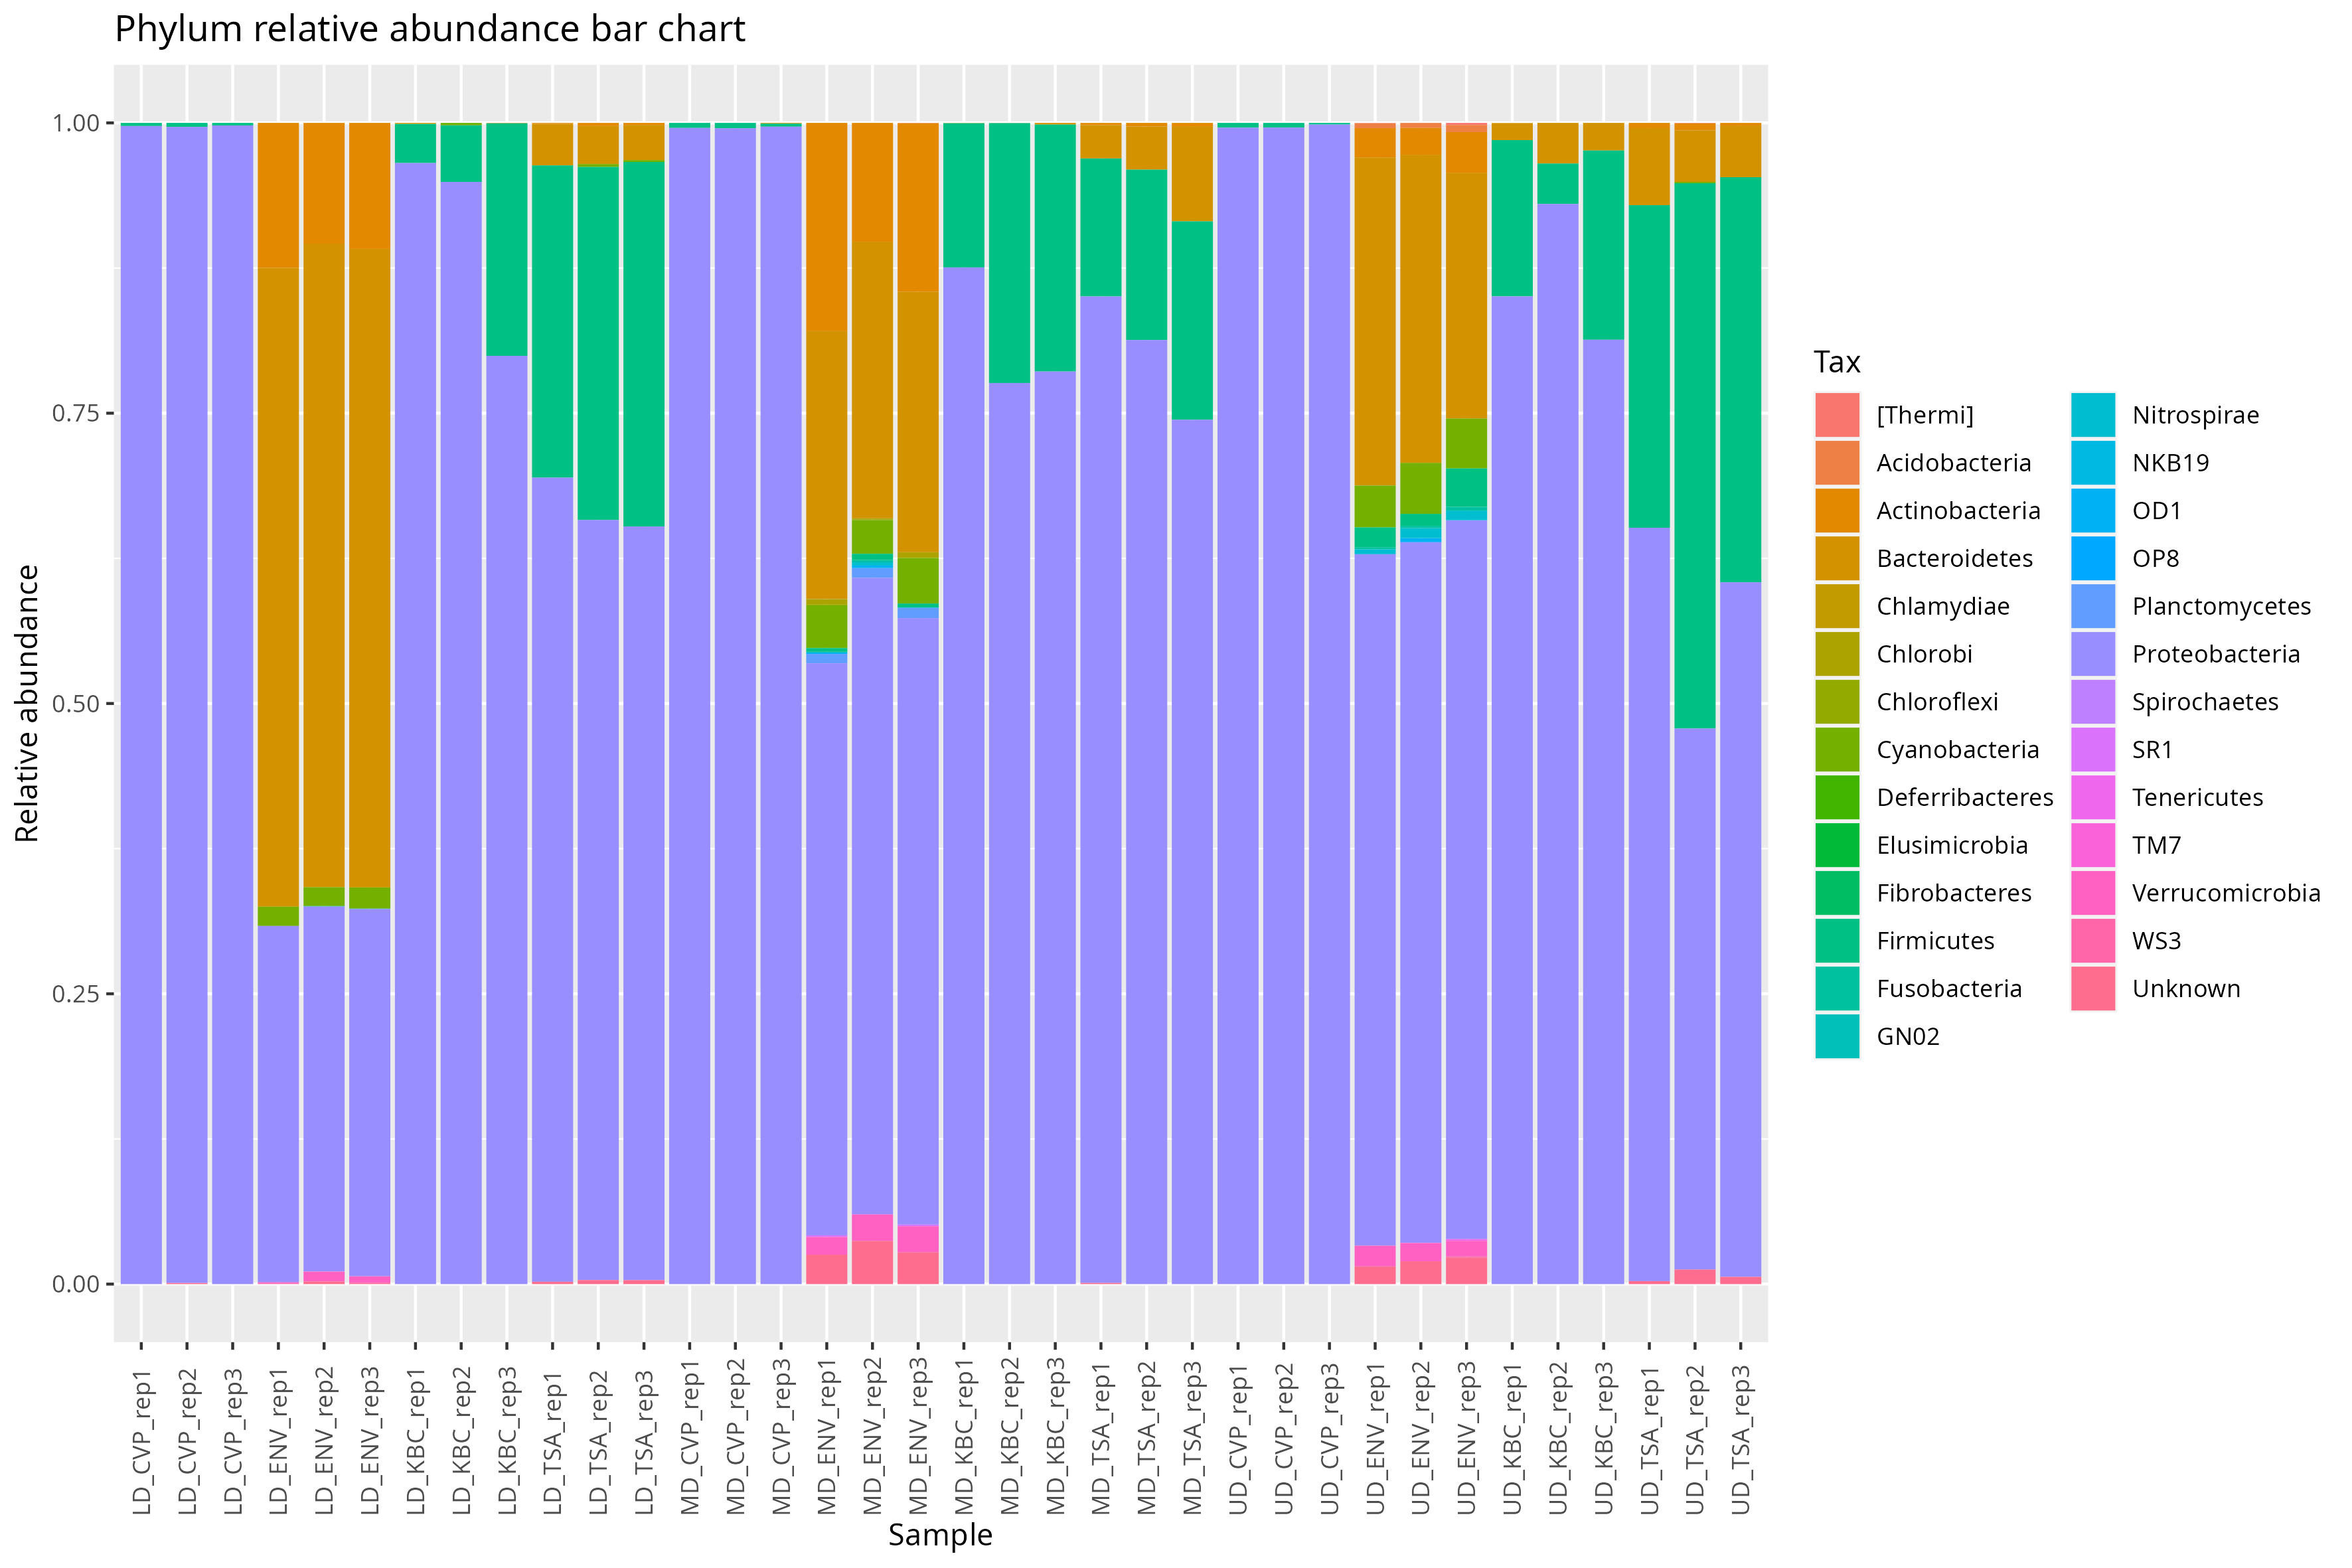 Phylum relative abundance bar chart
Relative abundance
1.00
0.75
0.50
0.25
0.00
LD_CVP_rep1
LD_CVP_rep2
LD_CVP_rep3
LD_ENV_rep1
LD_ENV_rep2
LD_ENV_rep3
LD_KBC_rep1
LD_KBC_rep2
LD_KBC_rep3
LD_TSA_rep1
LD_TSA_rep2
LD_TSA_rep3
MD_CVP_rep1
MD_CVP_rep2
MD_CVP_rep3
MD_ENV_rep1
MD_ENV_rep2
MD_ENV_rep3
MD_KBC_rep1
MD_KBC_rep2
MD_KBC_rep3
MD_TSA_rep1
MD_TSA_rep2
MD_TSA_rep3
UD_CVP_rep1
UD_CVP_rep2
UD_CVP_rep3
UD_ENV_rep1
UD_ENV_rep2
UD_ENV_rep3
UD_KBC_rep1
UD_KBC_rep2
UD_KBC_rep3
UD_TSA_rep1
UD_TSA_rep2
UD_TSA_rep3
Sample
Tax
[Thermi]
Acidobacteria
Actinobacteria
Bacteroidetes
Chlamydiae
Chlorobi
Chloroflexi
Cyanobacteria
Deferribacteres
Elusimicrobia
Fibrobacteres
Firmicutes
Fusobacteria
GN02
Nitrospirae
NKB19
OD1
OP8
Planctomycetes
Proteobacteria
Spirochaetes
SR1
Tenericutes
TM7
Verrucomicrobia
WS3
Unknown